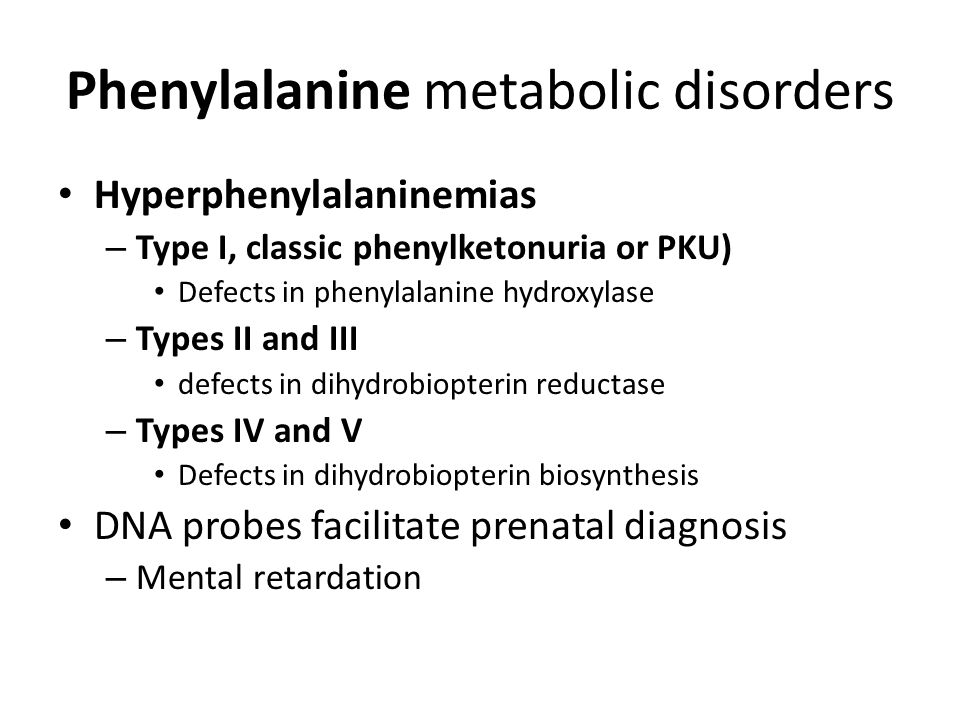 Phenylalanine metabolic disorders
• Hyperphenylalaninemias
– Type I, classic phenylketonuria or PKU)
• Defects in phenylalanine hydroxylase
– Types II and III
• defects in dihydrobiopterin reductase
– Types IV and V
• Defects in dihydrobiopterin biosynthesis
• DNA probes facilitate prenatal diagnosis
– Mental retardation